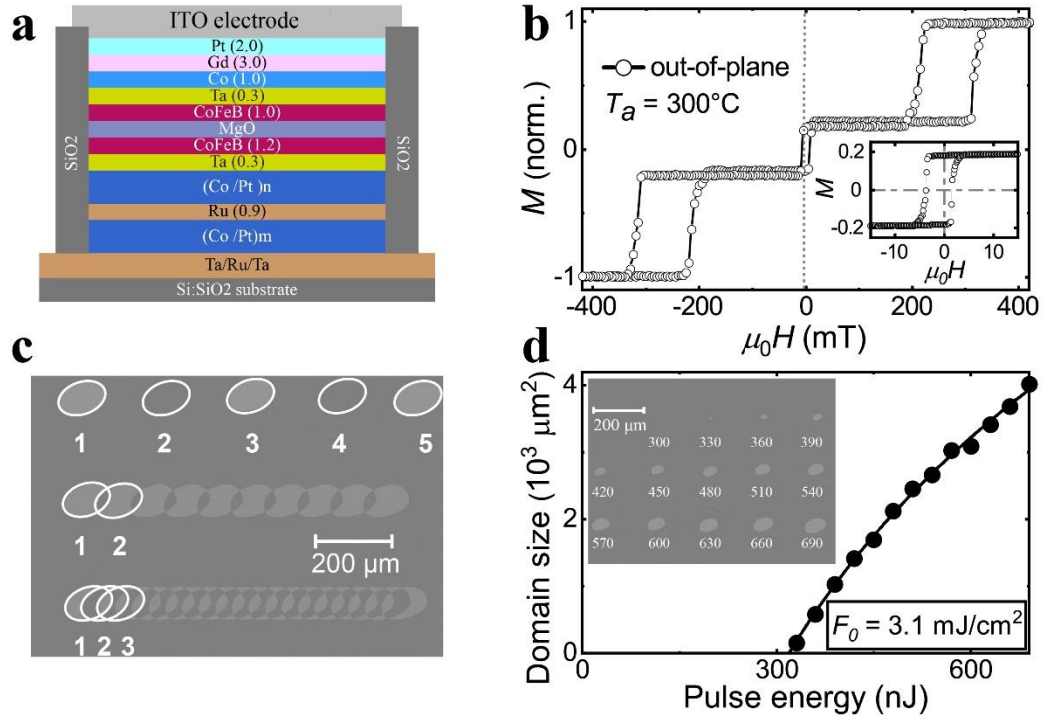 a
ITO electrode
Pt (2.0)
Gd (3.0)
Co (1.0)
Ta (0.3)
CoFeB (1.0)
MgO
CoFeB (1.2)
Ta (0.3)
(Co /Pt )n
Ru (0.9)
(Co /Pt)m
SiO2
SiO2
Ta/Ru/Ta
Si:SiO2 substrate
b
M (norm.)
1
0
-1
out-of-plane
Ta = 300°C
M
0.2
0
-0.2
-10 0 10
μ0H
-400 -200 0 200 400
μ0H (mT)
c
1 2 3 4 5
1 2
200 μm
1 2 3
d
Domain size (10³ μm²)
4
2
0
200 μm
300 330 360 390
420 450 480 510 540
570 600 630 660 690
F0 = 3.1 mJ/cm²
0 300 600
Pulse energy (nJ)